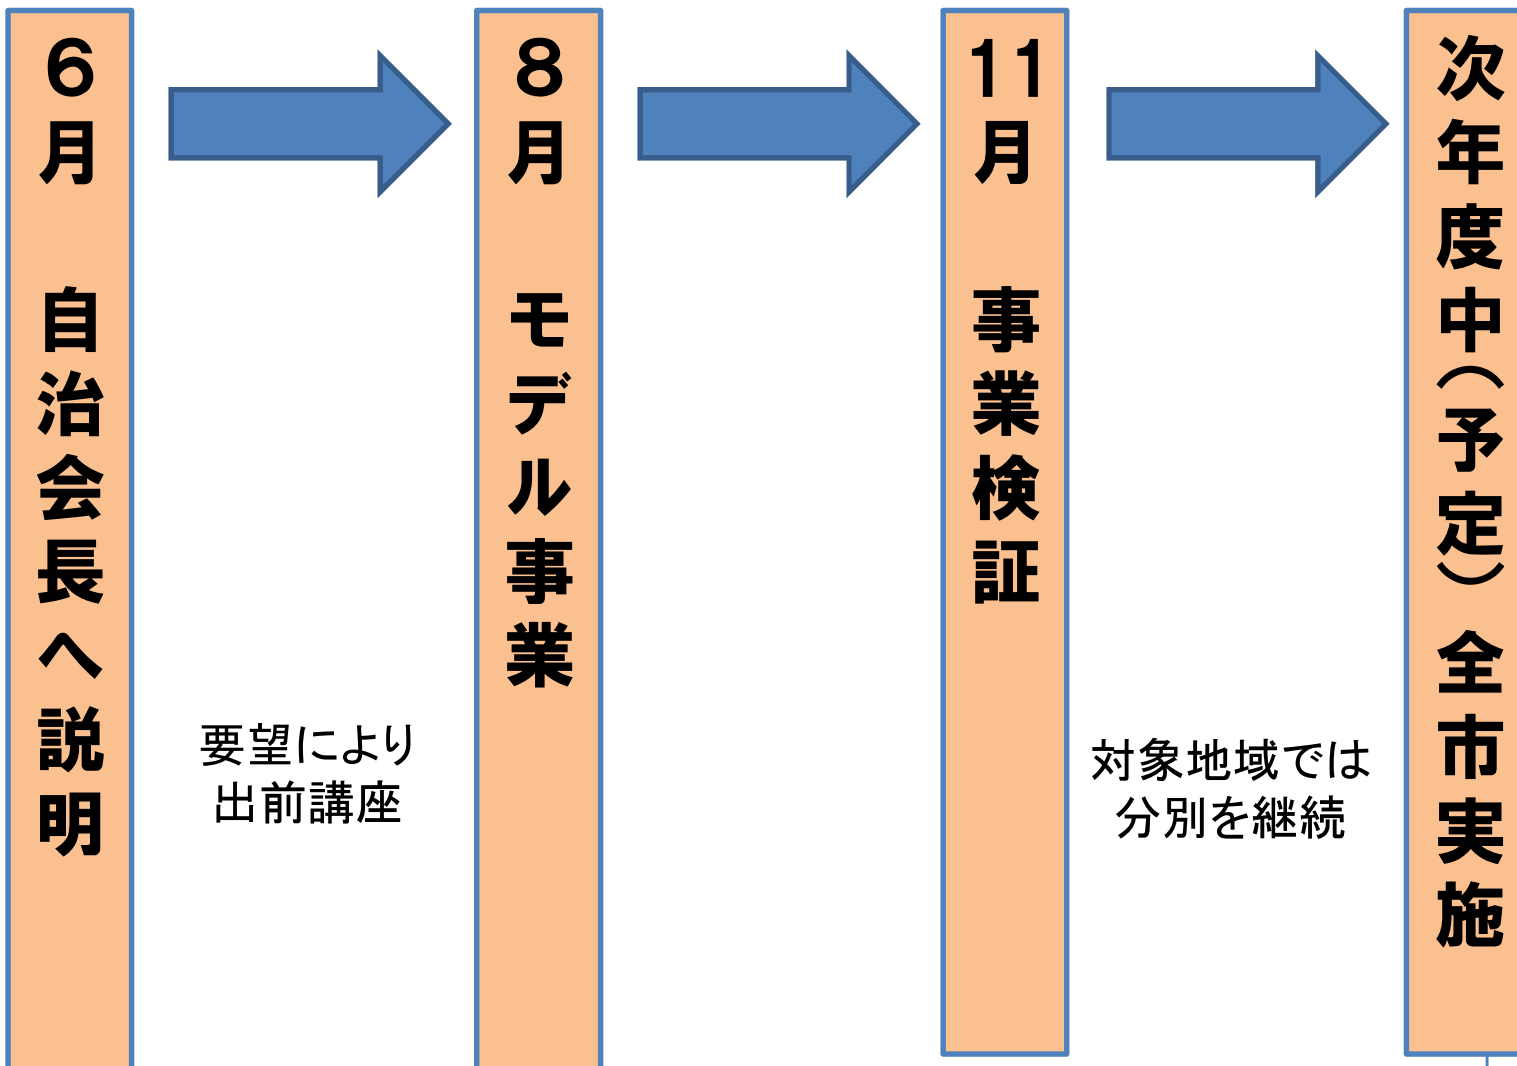 ６月　自治会長へ説明
要望により
出前講座
８月　モデル事業
11月　事業検証
対象地域では
分別を継続
次年度中（予定）全市実施